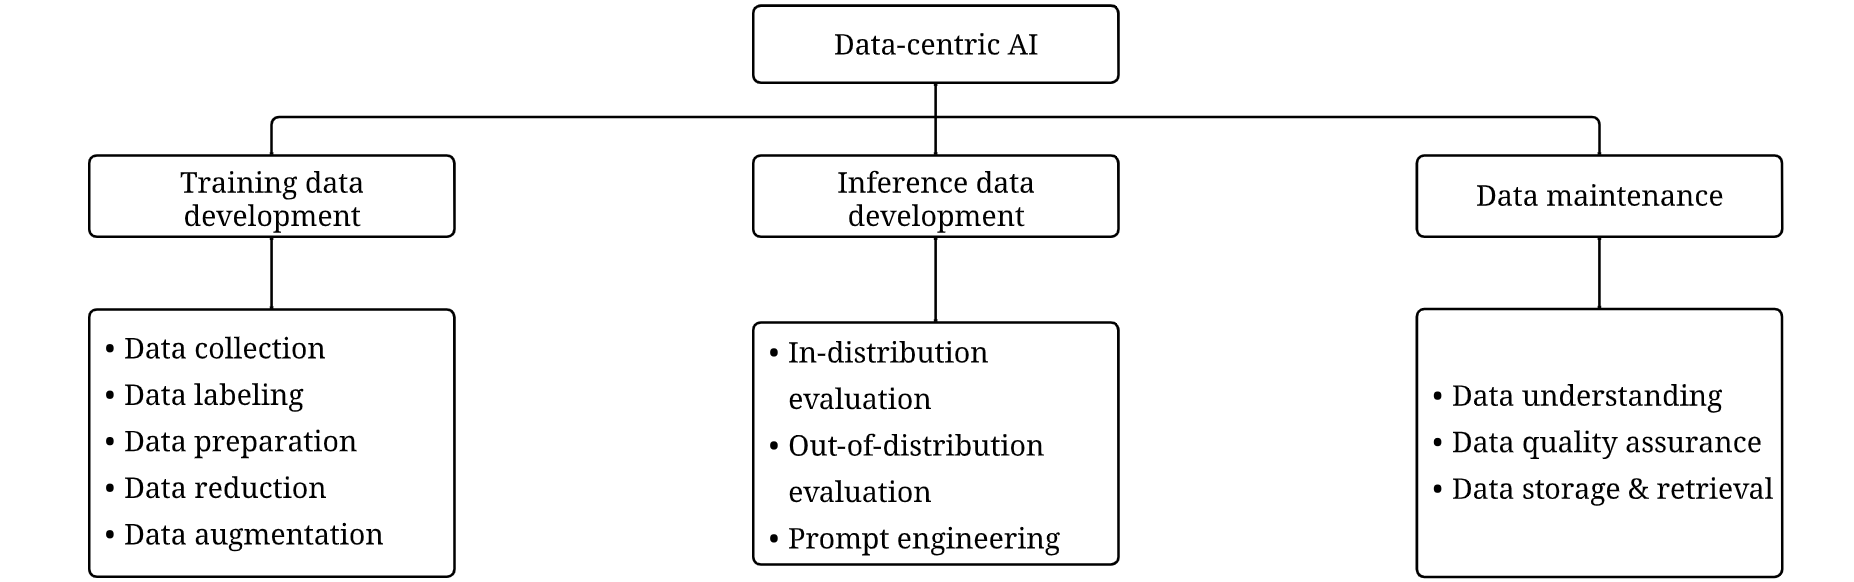 Data-centric AI
Training data
development
Inference data
development
Data maintenance
• Data collection
• Data labeling
• Data preparation
• Data reduction
• Data augmentation
• In-distribution
evaluation
• Out-of-distribution
evaluation
• Prompt engineering
• Data understanding
• Data quality assurance
• Data storage & retrieval